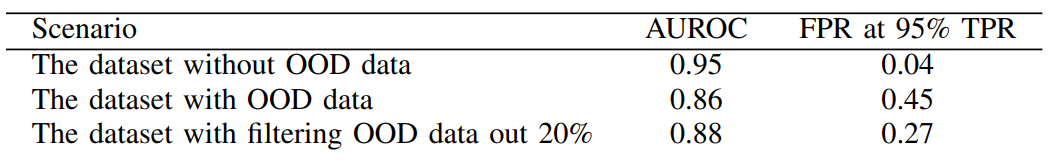 Scenario AUROC FPR at 95% TPR
The dataset without OOD data 0.95 0.04
The dataset with OOD data 0.86 0.45
The dataset with filtering OOD data out 20% 0.88 0.27